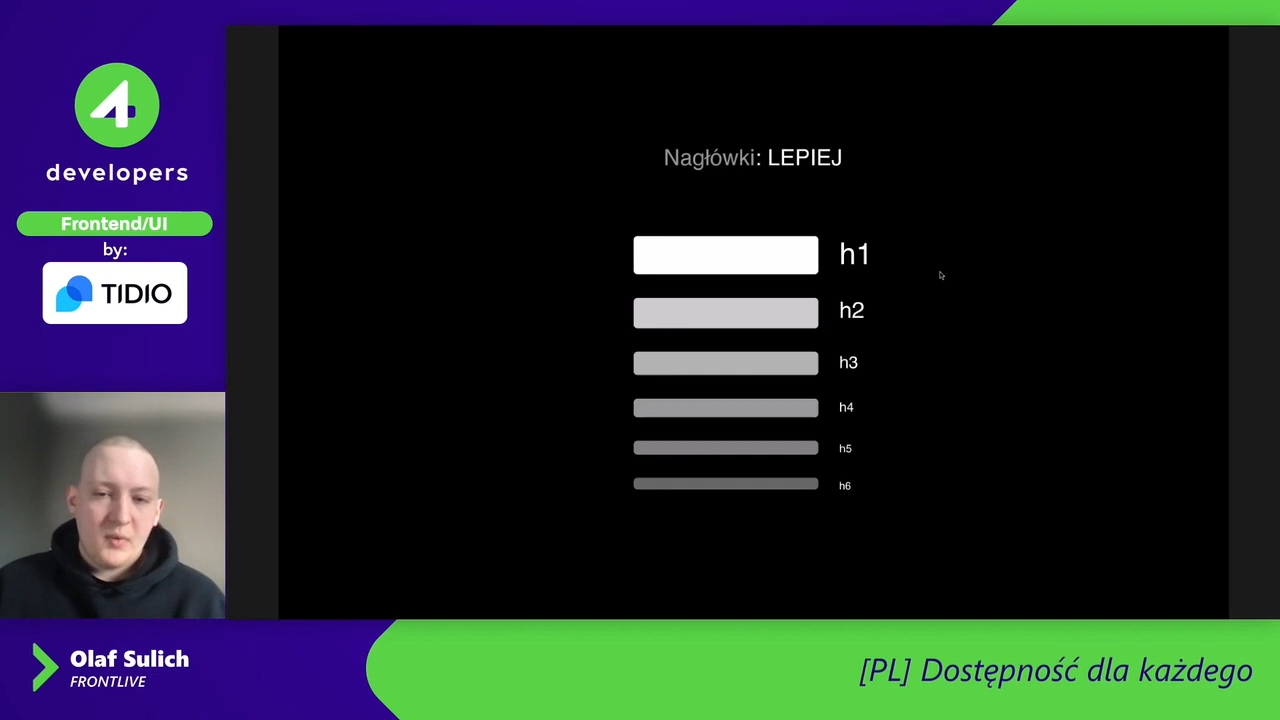 4
developers
Frontend/UI
by:
TIDIO
Nagłówki: LEPIEJ
h1
h2
h3
h4
h5
h6
Olaf Sulich
FRONTLIVE
[PL] Dostępność dla każdego